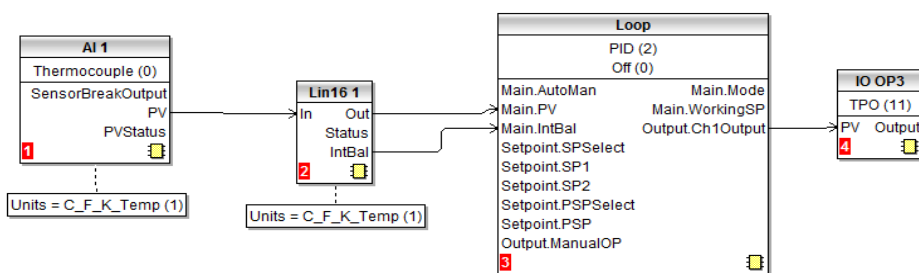 AI 1
Thermocouple (0)
SensorBreakOutput
PV
PVStatus
1
Units = C_F_K_Temp (1)
Lin16 1
In Out
Status
IntBal
2
Units = C_F_K_Temp (1)
Loop
PID (2)
Off (0)
Main.AutoMan Main.Mode
Main.PV Main.WorkingSP
Main.IntBal Output.Ch1Output
Setpoint.SPSelect
Setpoint.SP1
Setpoint.SP2
Setpoint.PSPSelect
Setpoint.PSP
Output.ManualOP
3
IO OP3
TPO (11)
PV Output
4